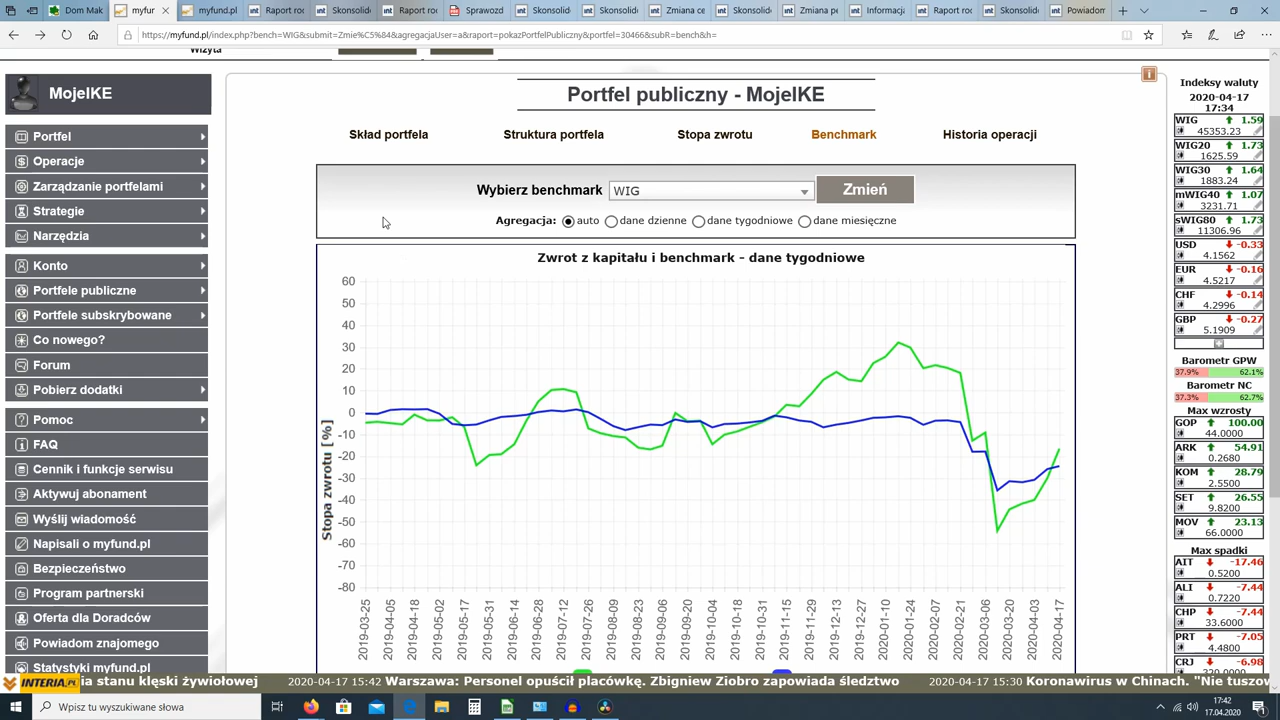 Dom Mak
myfur
myfund.pl
Raport roc
Skonsolid
Raport roc
Sprawozd
Skonsolid
Skonsolid
Zmiana ce
Skonsolid
Zmiana ce
Informacj
Raport roc
Skonsolid
Powiadom
https://myfund.pl/index.php?bench=WIG&submit=Zmie%C5%84&agregacjaUser=a&raport=pokazPortfelPubliczny&portfel=30466&subR=bench&h=
Wizyta
MojeIKE
Portfel
Operacje
Zarządzanie portfelami
Strategie
Narzędzia
Konto
Portfele publiczne
Portfele subskrybowane
Co nowego?
Forum
Pobierz dodatki
Pomoc
FAQ
Cennik i funkcje serwisu
Aktywuj abonament
Wyślij wiadomość
Napisali o myfund.pl
Bezpieczeństwo
Program partnerski
Oferta dla Doradców
Powiadom znajomego
Statystyki myfund.pl
Portfel publiczny - MojeIKE
Skład portfela Struktura portfela Stopa zwrotu Benchmark Historia operacji
Wybierz benchmark WIG Zmień
Agregacja: auto dane dzienne dane tygodniowe dane miesięczne
Zwrot z kapitału i benchmark - dane tygodniowe
Stopa zwrotu [%]
60
50
40
30
20
10
0
-10
-20
-30
-40
-50
-60
-70
-80
2019-03-25
2019-04-05
2019-04-18
2019-05-02
2019-05-17
2019-05-31
2019-06-14
2019-06-28
2019-07-12
2019-07-26
2019-08-09
2019-08-23
2019-09-06
2019-09-20
2019-10-04
2019-10-18
2019-10-31
2019-11-15
2019-11-29
2019-12-13
2019-12-27
2020-01-10
2020-01-24
2020-02-07
2020-02-21
2020-03-06
2020-03-20
2020-04-03
2020-04-17
Indeksy waluty
2020-04-17
17:34
WIG 1.59
45353.23
WIG20 1.73
1625.59
WIG30 1.64
1883.24
mWIG40 1.07
3231.71
sWIG80 1.73
11306.96
USD -0.33
4.1562
EUR -0.16
4.5217
CHF -0.14
4.2996
GBP -0.27
5.1909
Barometr GPW
37.9% 62.1%
Barometr NC
37.3% 62.7%
Max wzrosty
GOP 100.00
44.0000
ARK 54.91
0.2680
KOM 28.79
2.5500
SET 26.55
9.8200
MOV 23.13
66.0000
Max spadki
AIT -17.46
0.5200
ALI -7.44
0.7220
CHP -7.44
33.6000
PRT -7.05
4.4800
CRJ -6.98
INTERIA.PL
ia stanu klęski żywiołowej 2020-04-17 15:42 Warszawa: Personel opuścił placówkę. Zbigniew Ziobro zapowiada śledztwo 2020-04-17 15:30 Koronawirus w Chinach. "Nie tuszow
Wpisz tu wyszukiwane słowa
17:42
17.04.2020